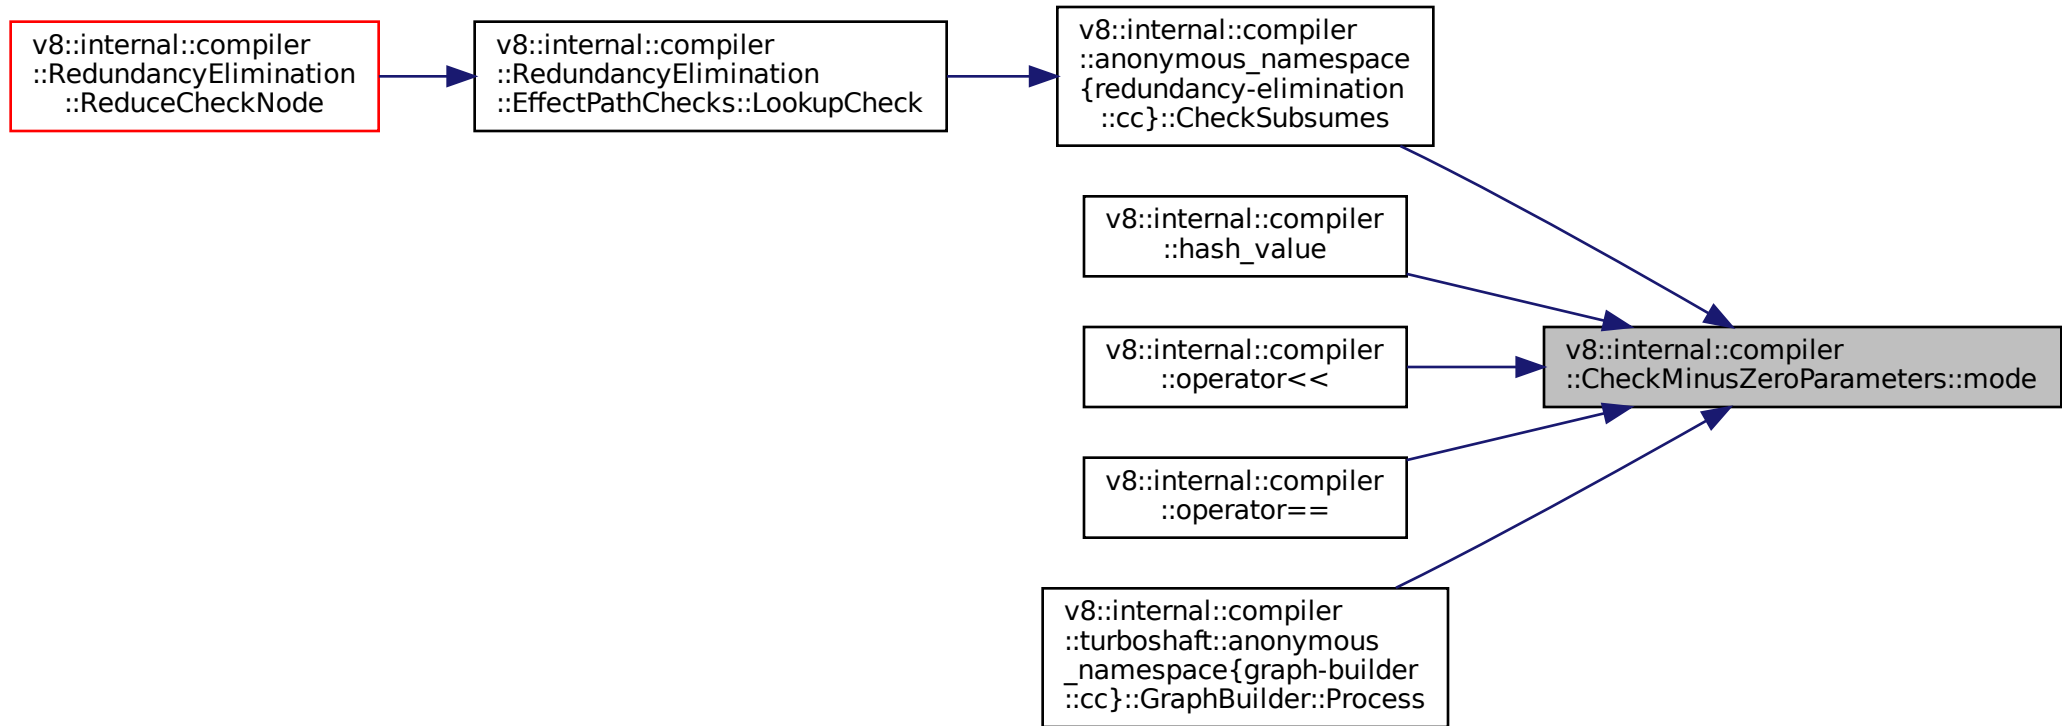 v8::internal::compiler
::RedundancyElimination
::ReduceCheckNode
v8::internal::compiler
::RedundancyElimination
::EffectPathChecks::LookupCheck
v8::internal::compiler
::anonymous_namespace
{redundancy-elimination
::cc}::CheckSubsumes
v8::internal::compiler
::hash_value
v8::internal::compiler
::operator<<
v8::internal::compiler
::operator==
v8::internal::compiler
::turboshaft::anonymous
_namespace{graph-builder
::cc}::GraphBuilder::Process
v8::internal::compiler
::CheckMinusZeroParameters::mode